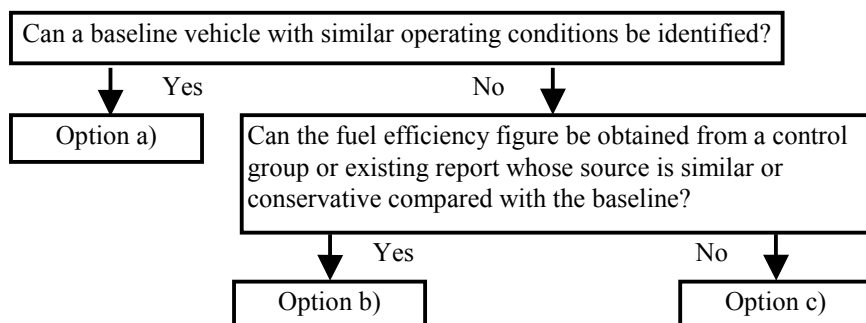 Can a baseline vehicle with similar operating conditions be identified?
Yes
No
Option a)
Can the fuel efficiency figure be obtained from a control
group or existing report whose source is similar or
conservative compared with the baseline?
Yes
No
Option b)
Option c)